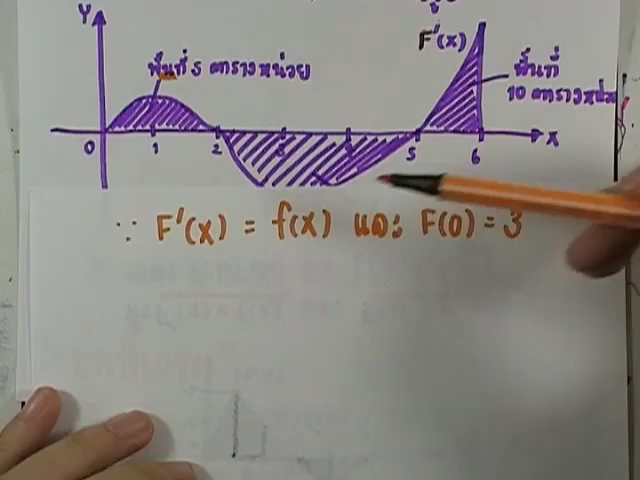 Y
F'(x)
พื้นที่ 5 ตารางหน่วย
พื้นที่
10 ตารางหน่วย
0 1 2 3 4 5 6 X
∵ F'(x) = f(x) และ F(0) = 3